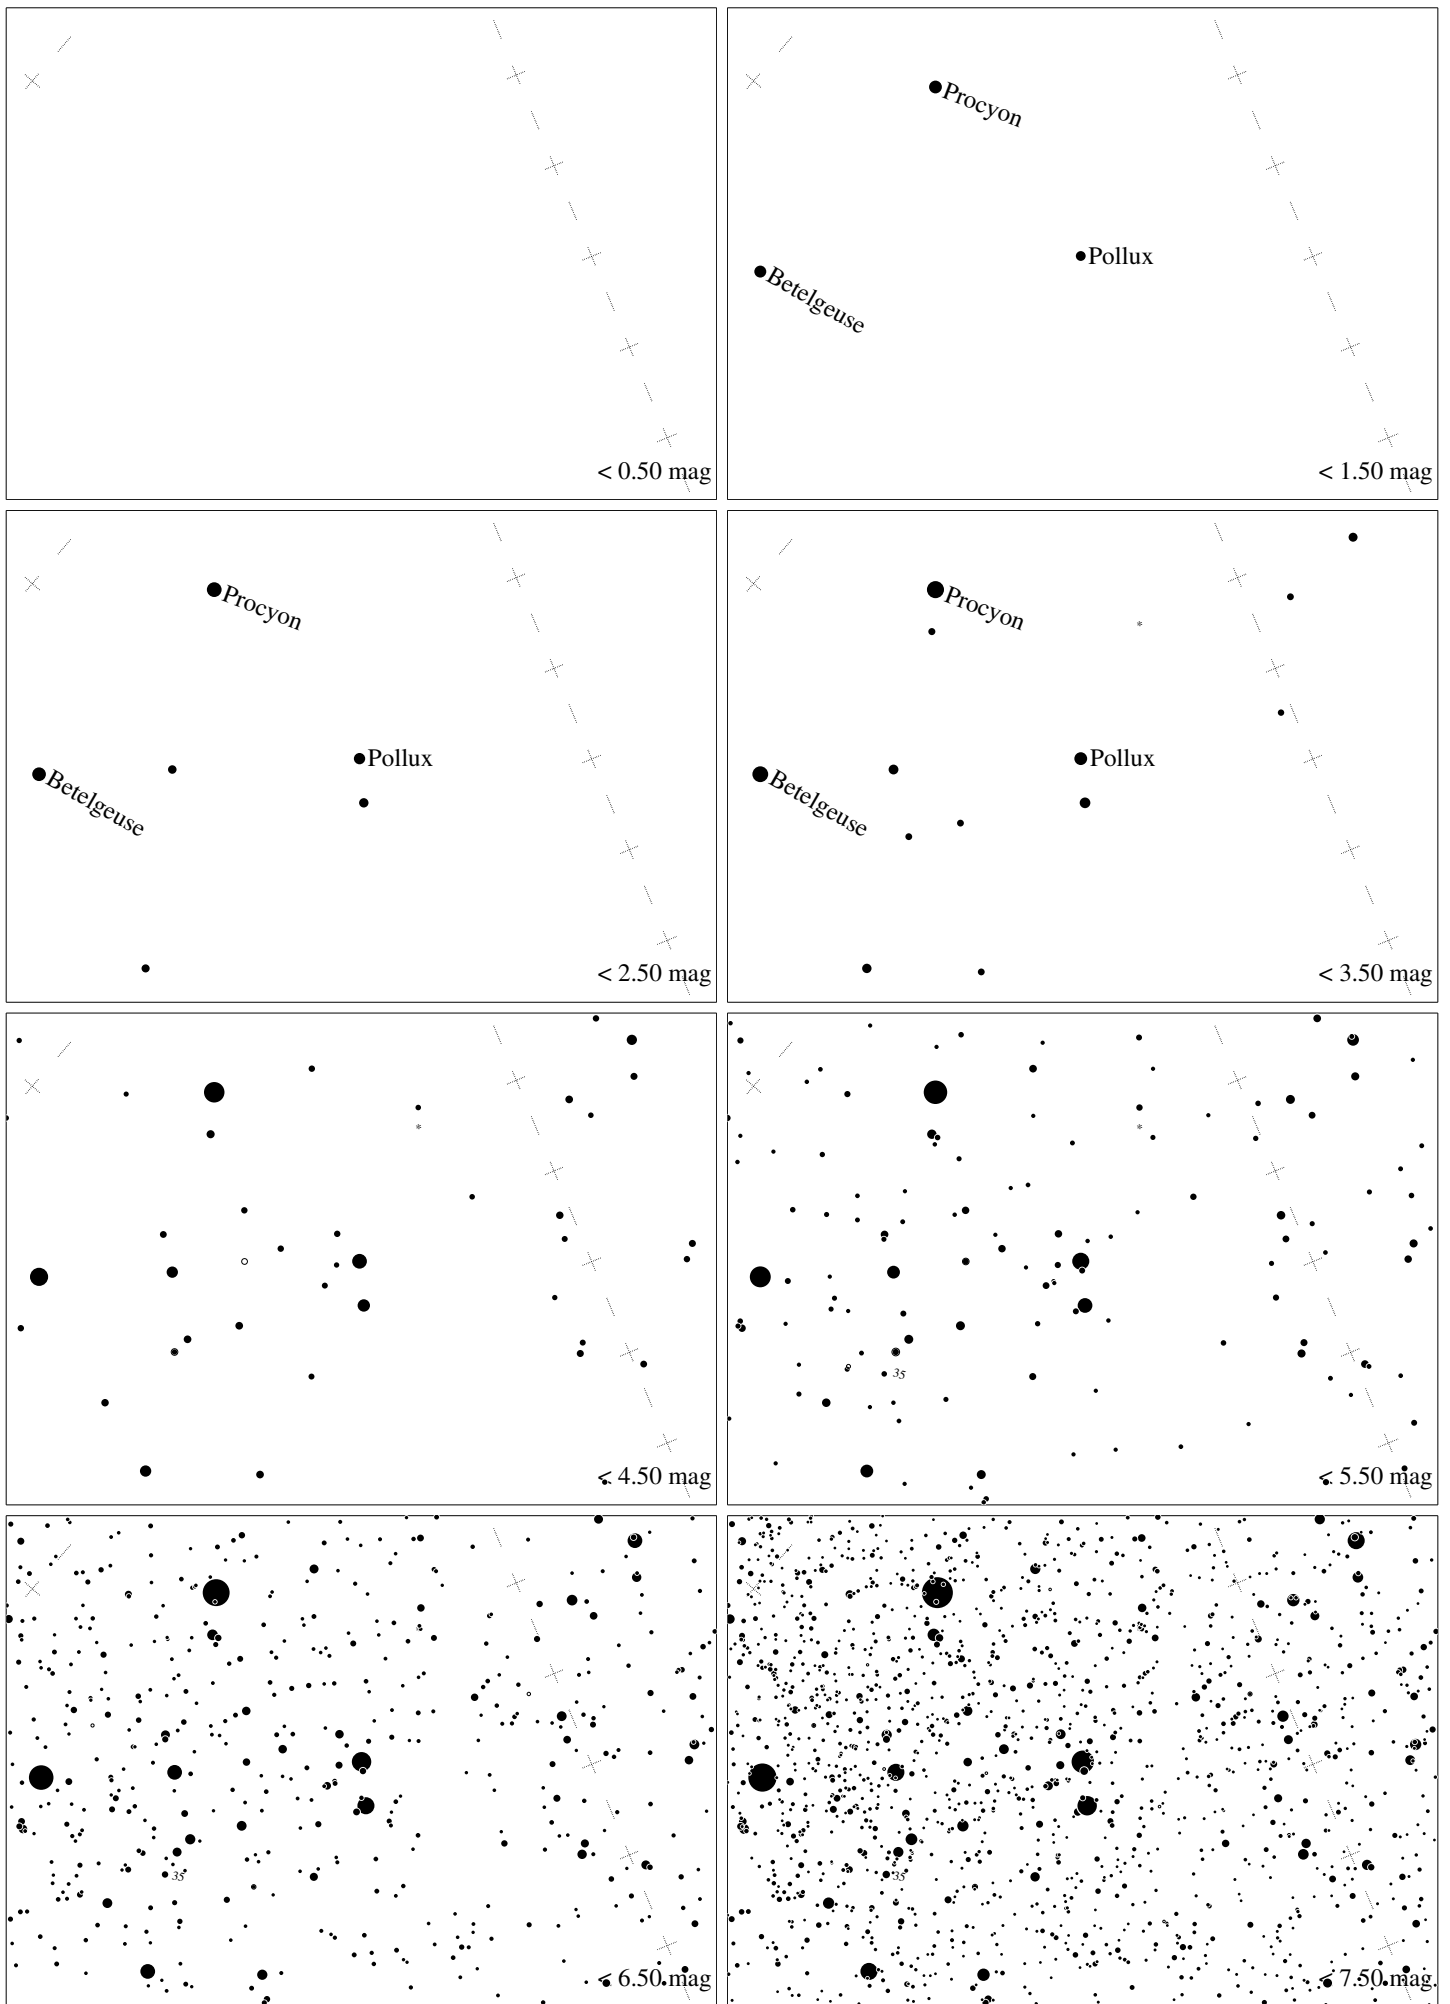 < 0.50 mag
Procyon
Pollux
Betelgeuse
< 1.50 mag
Procyon
Pollux
Betelgeuse
< 2.50 mag
Procyon
Pollux
Betelgeuse
< 3.50 mag
< 4.50 mag
35
< 5.50 mag
35
< 6.50 mag
35
< 7.50 mag